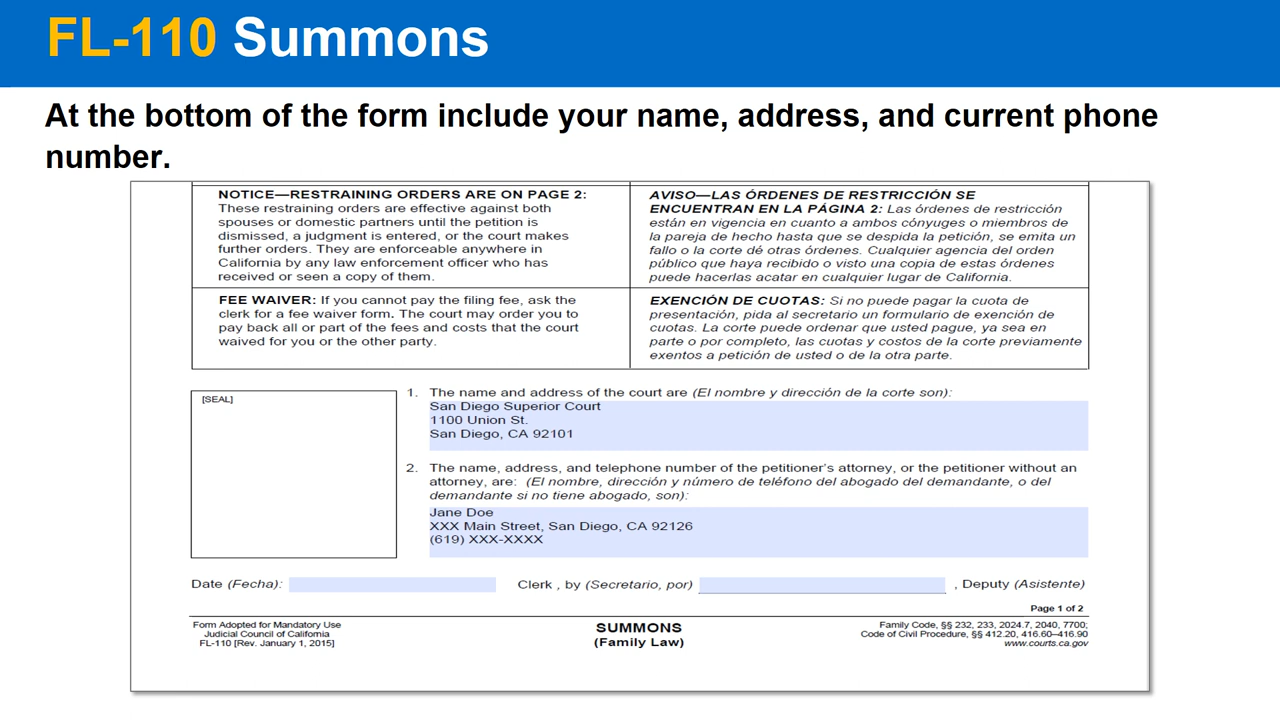 FL-110 Summons
At the bottom of the form include your name, address, and current phone
number.
NOTICE—RESTRAINING ORDERS ARE ON PAGE 2:
These restraining orders are effective against both
spouses or domestic partners until the petition is
dismissed, a judgment is entered, or the court makes
further orders. They are enforceable anywhere in
California by any law enforcement officer who has
received or seen a copy of them.
AVISO—LAS ÓRDENES DE RESTRICCIÓN SE
ENCUENTRAN EN LA PÁGINA 2: Las órdenes de restricción
están en vigencia en cuanto a ambos cónyuges o miembros de
la pareja de hecho hasta que se despida la petición, se emita un
fallo o la corte dé otras órdenes. Cualquier agencia del orden
público que haya recibido o visto una copia de estas órdenes
puede hacerlas acatar en cualquier lugar de California.
FEE WAIVER: If you cannot pay the filing fee, ask the
clerk for a fee waiver form. The court may order you to
pay back all or part of the fees and costs that the court
waived for you or the other party.
EXENCIÓN DE CUOTAS: Si no puede pagar la cuota de
presentación, pida al secretario un formulario de exención de
cuotas. La corte puede ordenar que usted pague, ya sea en
parte o por completo, las cuotas y costos de la corte previamente
exentos a petición de usted o de la otra parte.
[SEAL]
1. The name and address of the court are (El nombre y dirección de la corte son):
San Diego Superior Court
1100 Union St.
San Diego, CA 92101
2. The name, address, and telephone number of the petitioner's attorney, or the petitioner without an
attorney, are: (El nombre, dirección y número de teléfono del abogado del demandante, o del
demandante si no tiene abogado, son):
Jane Doe
XXX Main Street, San Diego, CA 92126
(619) XXX-XXXX
Date (Fecha): Clerk , by (Secretario, por) , Deputy (Asistente)
Page 1 of 2
Form Adopted for Mandatory Use
Judicial Council of California
FL-110 [Rev. January 1, 2015]
SUMMONS
(Family Law)
Family Code, §§ 232, 233, 2024.7, 2040, 7700;
Code of Civil Procedure, §§ 412.20, 416.60–416.90
www.courts.ca.gov